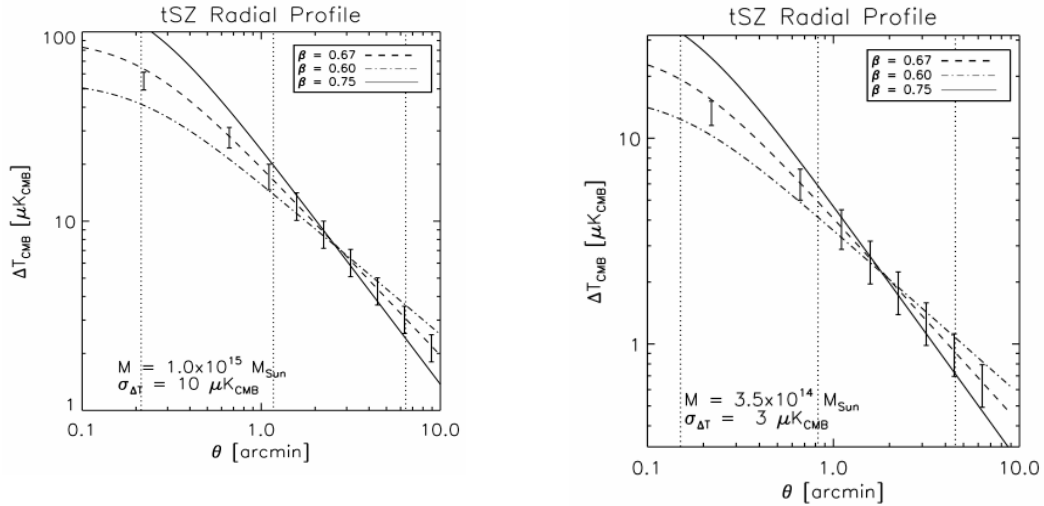 tSZ Radial Profile
100
10
1
ΔT_CMB [μK_CMB]
β = 0.67
β = 0.60
β = 0.75
M = 1.0x10^15 M_Sun
σ_ΔT = 10 μK_CMB
0.1
1.0
10.0
θ [arcmin]
tSZ Radial Profile
10
1
ΔT_CMB [μK_CMB]
β = 0.67
β = 0.60
β = 0.75
M = 3.5x10^14 M_Sun
σ_ΔT = 3 μK_CMB
0.1
1.0
10.0
θ [arcmin]